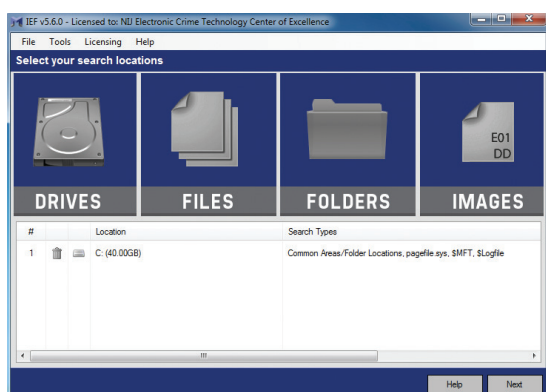 IEF v5.6.0 - Licensed to: NIJ Electronic Crime Technology Center of Excellence
File Tools Licensing Help
Select your search locations
E01
DD
DRIVES FILES FOLDERS IMAGES
# Location Search Types
1 C: (40.00GB) Common Areas/Folder Locations, pagefile.sys, $MFT, $Logfile
Help Next